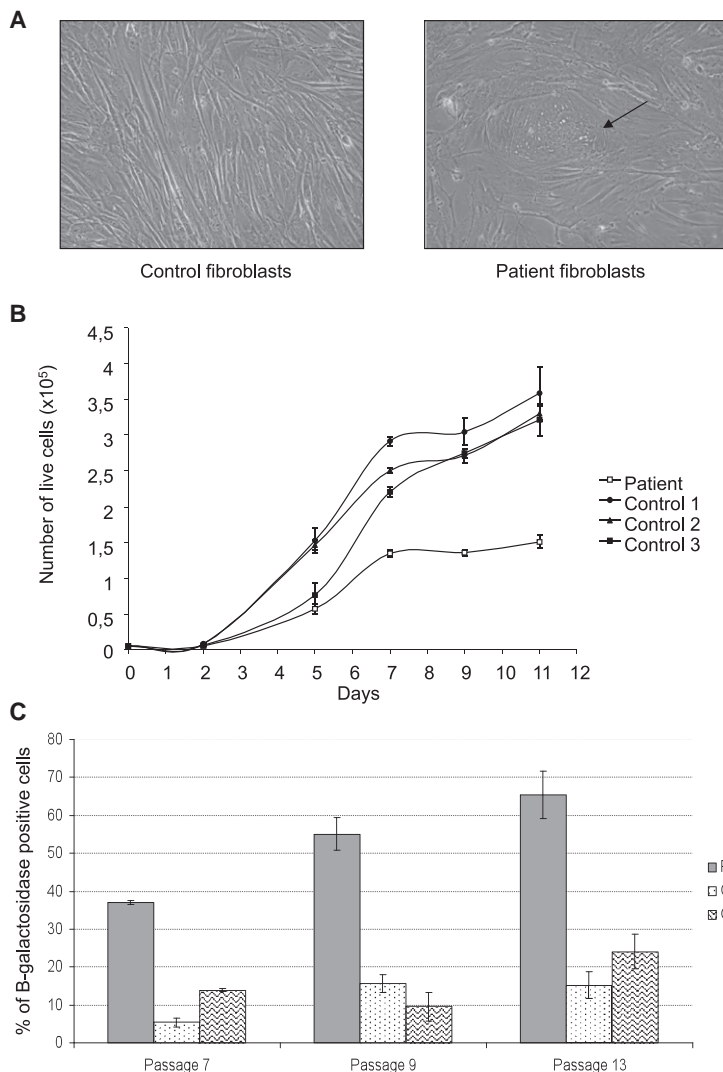 A
Control fibroblasts
Patient fibroblasts
B
Number of live cells (x10⁵)
4,5
4
3,5
3
2,5
2
1,5
1
0,5
0
0 1 2 3 4 5 6 7 8 9 10 11 12
Days
Patient
Control 1
Control 2
Control 3
C
% of B-galactosidase positive cells
80
70
60
50
40
30
20
10
0
Passage 7
Passage 9
Passage 13